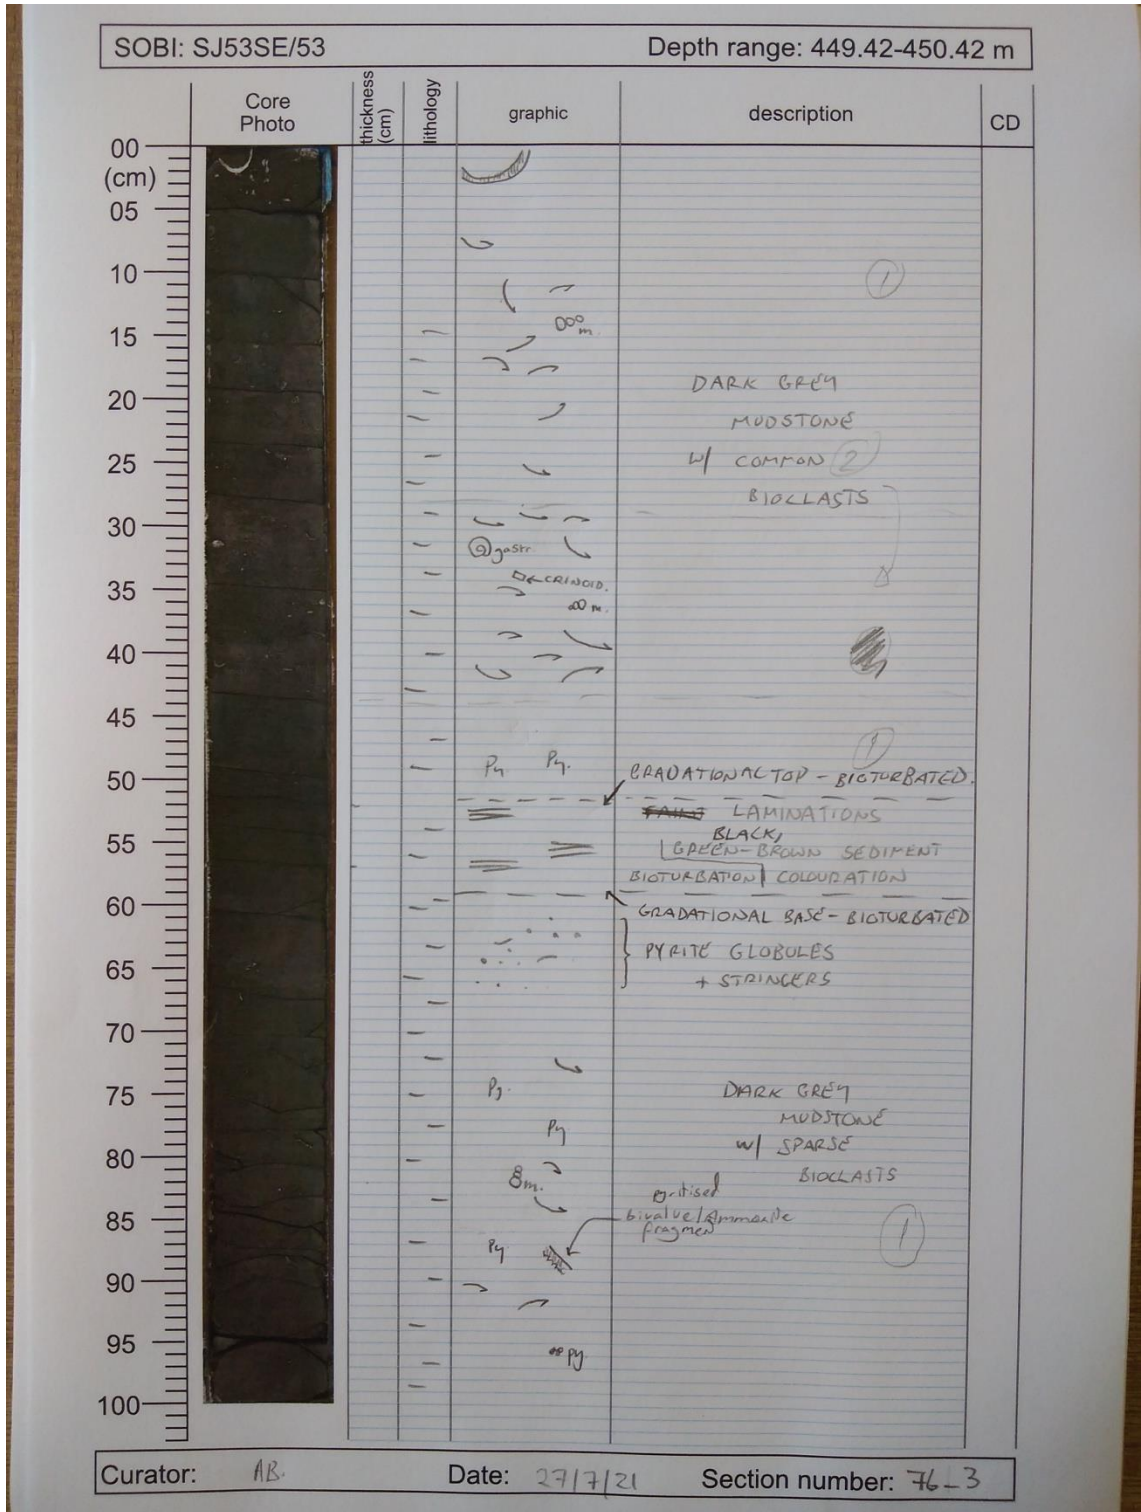 SOBI: SJ53SE/53 Depth range: 449.42-450.42 m
Core Photo
thickness (cm)
lithology
graphic
description
CD
00
(cm)
05
10
①
15
000 m.
DARK GREY
20
MUDSTONE
25
W/ COMMON ②
BIOCLASTS
30
gastr.
CRINOID.
35
000 m.
40
45
①
50
Py Py.
GRADATIONAL TOP - BIOTURBATED.
FAINT LAMINATIONS
BLACK,
55
GREEN-BROWN SEDIMENT
BIOTURBATION COLOURATION
60
GRADATIONAL BASE - BIOTURBATED
PYRITE GLOBULES
65
+ STRINGERS
70
75
Py.
DARK GREY
MUDSTONE
Py
80
W/ SPARSE
BIOCLASTS
8m.
pyritised
85
bivalve/Ammonite
fragment
①
Py
90
95
py
100
Curator: AB. Date: 27/7/21 Section number: 76-3